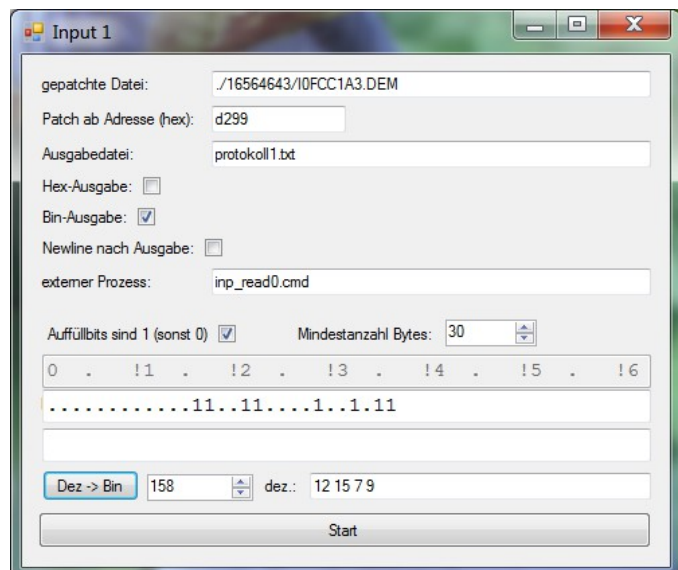 Input 1
gepatchte Datei: ./16564643/I0FCC1A3.DEM
Patch ab Adresse (hex): d299
Ausgabedatei: protokoll1.txt
Hex-Ausgabe:
Bin-Ausgabe:
Newline nach Ausgabe:
externer Prozess: inp_read0.cmd
Auffüllbits sind 1 (sonst 0) Mindestanzahl Bytes: 30
0 . !1 . !2 . !3 . !4 . !5 . !6
............11..11....1..1.11
Dez -> Bin 158 dez.: 12 15 7 9
Start